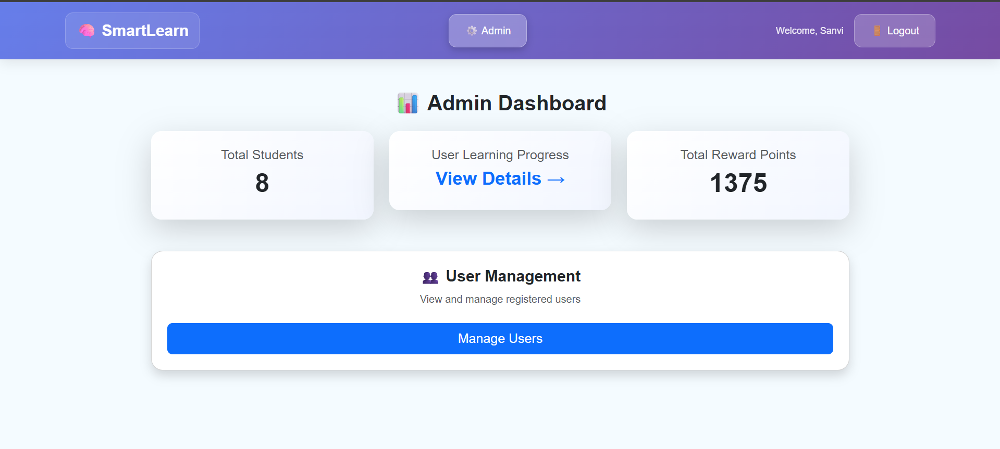 SmartLearn
Admin
Welcome, Sanvi
Logout
Admin Dashboard
Total Students
8
User Learning Progress
View Details →
Total Reward Points
1375
User Management
View and manage registered users
Manage Users